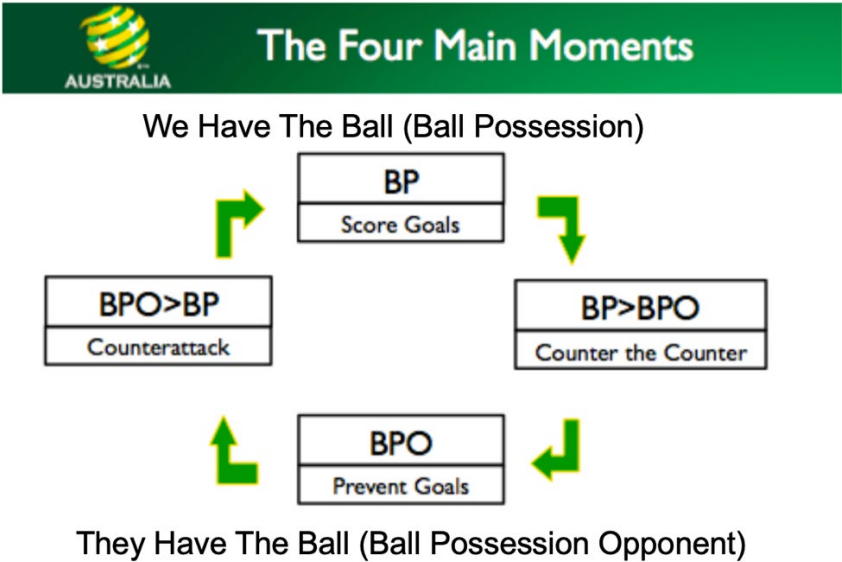 The Four Main Moments
AUSTRALIA
We Have The Ball (Ball Possession)
BP
Score Goals
BPO>BP
Counterattack
BP>BPO
Counter the Counter
BPO
Prevent Goals
They Have The Ball (Ball Possession Opponent)